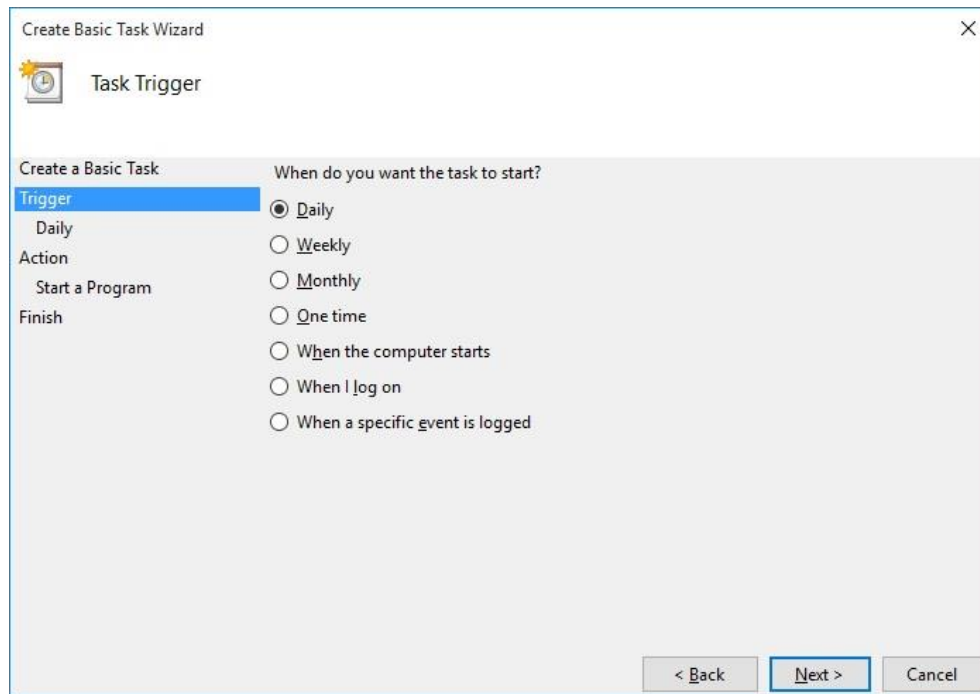 Create Basic Task Wizard
Task Trigger
Create a Basic Task
Trigger
Daily
Action
Start a Program
Finish
When do you want the task to start?
Daily
Weekly
Monthly
One time
When the computer starts
When I log on
When a specific event is logged
< Back
Next >
Cancel